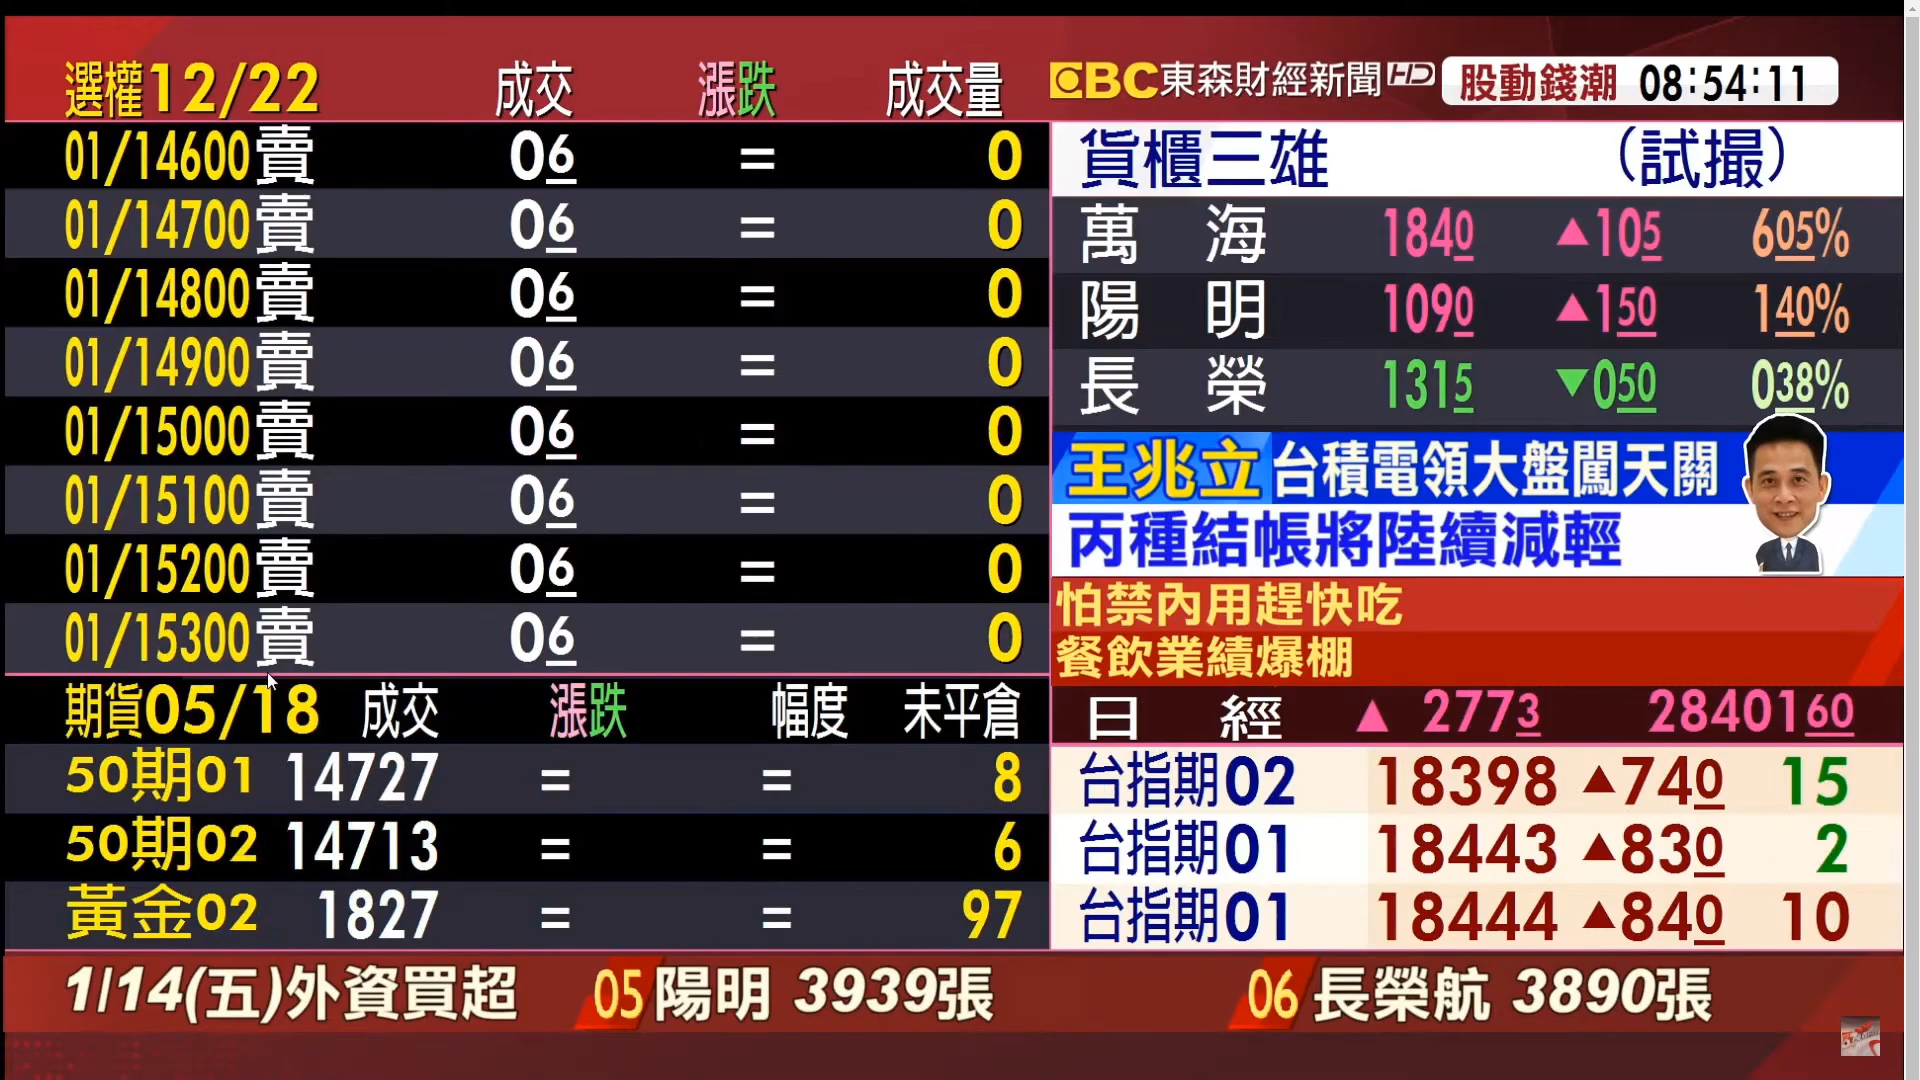 選權12/22 成交 漲跌 成交量
01/14600賣 06 = 0
01/14700賣 06 = 0
01/14800賣 06 = 0
01/14900賣 06 = 0
01/15000賣 06 = 0
01/15100賣 06 = 0
01/15200賣 06 = 0
01/15300賣 06 = 0
期貨05/18 成交 漲跌 幅度 未平倉
50期01 14727 = = 8
50期02 14713 = = 6
黃金02 1827 = = 97
EBC東森財經新聞HD 股動錢潮 08:54:11
貨櫃三雄 (試撮)
萬海 1840 ▲105 605%
陽明 1090 ▲150 140%
長榮 1315 ▼050 038%
王兆立 台積電領大盤闖天關
丙種結帳將陸續減輕
怕禁內用趕快吃
餐飲業績爆棚
日經 ▲ 2773 2840160
台指期02 18398 ▲740 15
台指期01 18443 ▲830 2
台指期01 18444 ▲840 10
1/14(五)外資買超 05 陽明 3939張 06 長榮航 3890張